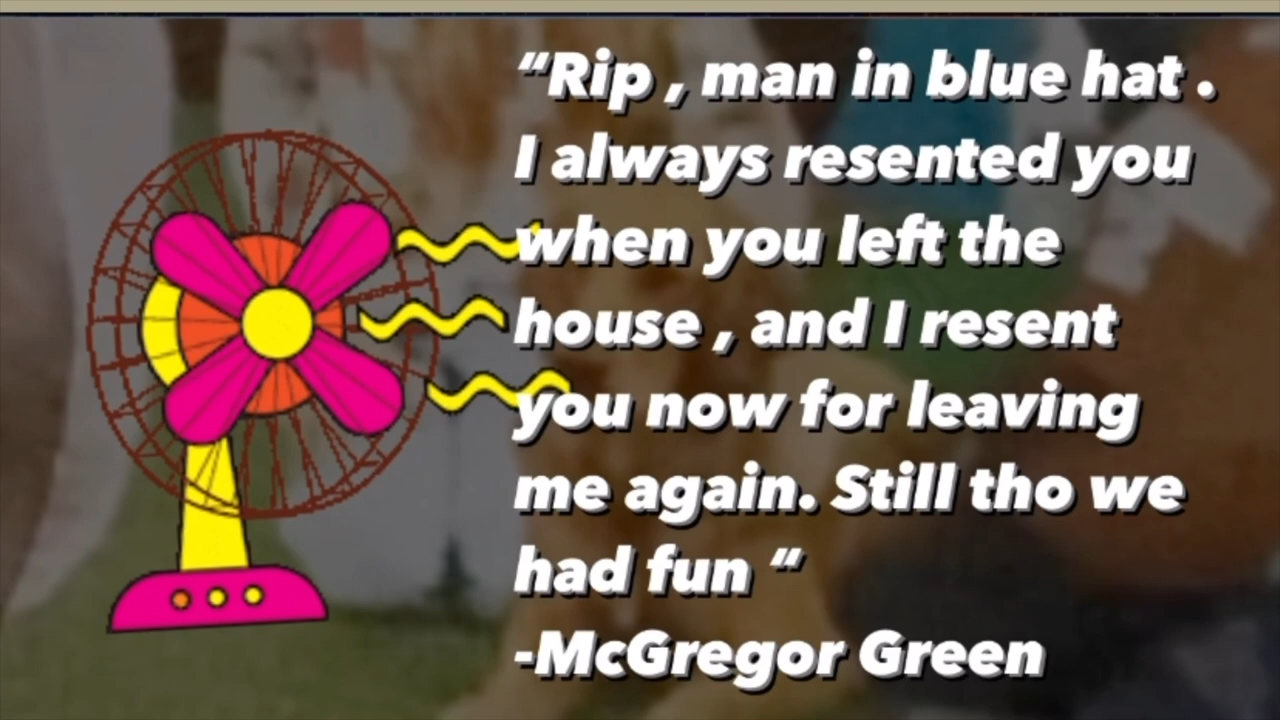 “Rip , man in blue hat .
I always resented you
when you left the
house , and I resent
you now for leaving
me again. Still tho we
had fun “
-McGregor Green